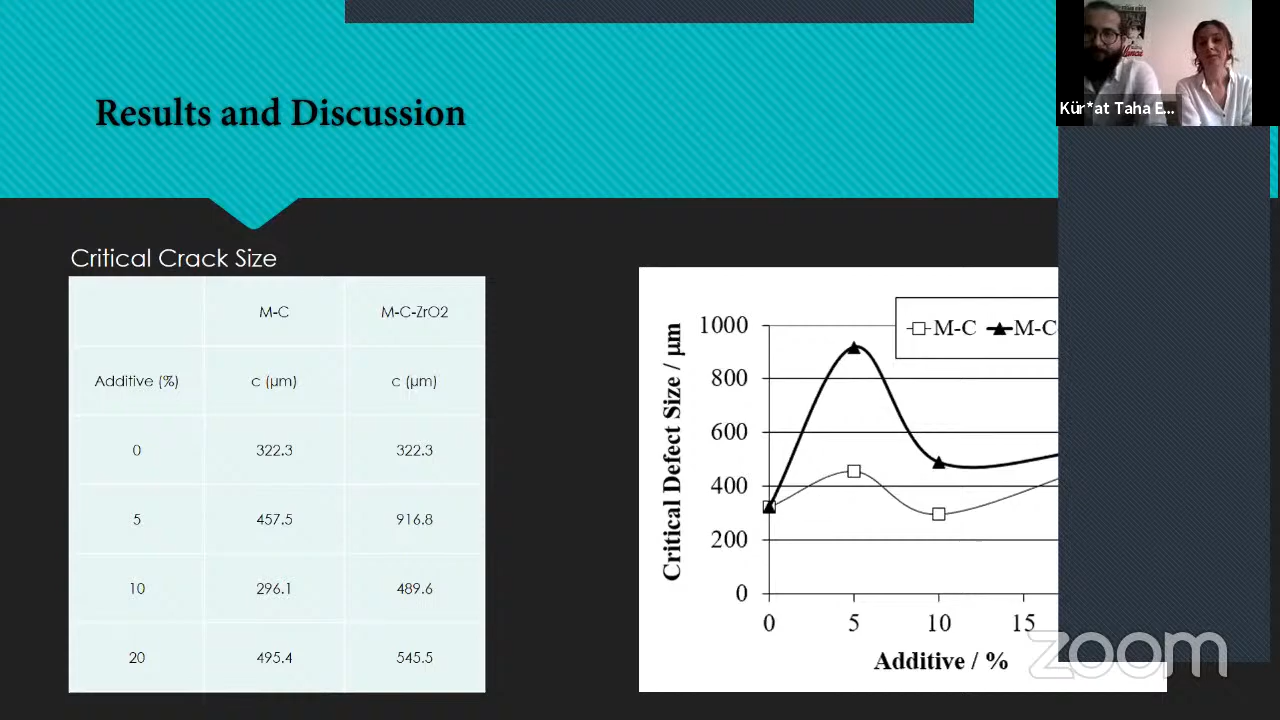 Results and Discussion
Kür*at Taha E...
Critical Crack Size
M-C M-C-ZrO2
Additive (%) c (µm) c (µm)
0 322.3 322.3
5 457.5 916.8
10 296.1 489.6
20 495.4 545.5
M-C M-C
Critical Defect Size / µm
1000
800
600
400
200
0
0 5 10 15
Additive / %
zoom